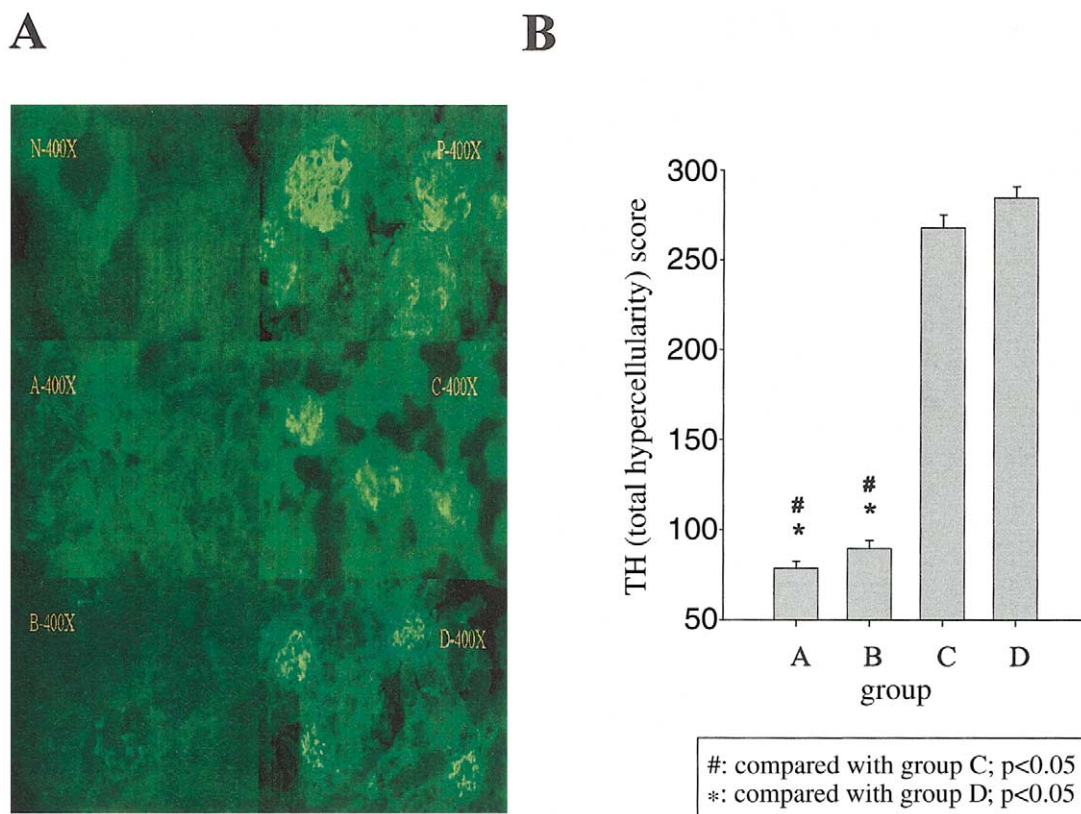 A
B
N-400X
P-400X
A-400X
C-400X
B-400X
D-400X
TH (total hypercellularity) score
300
250
200
150
100
50
#
*
#
*
A B C D
group
#: compared with group C; p<0.05
*: compared with group D; p<0.05